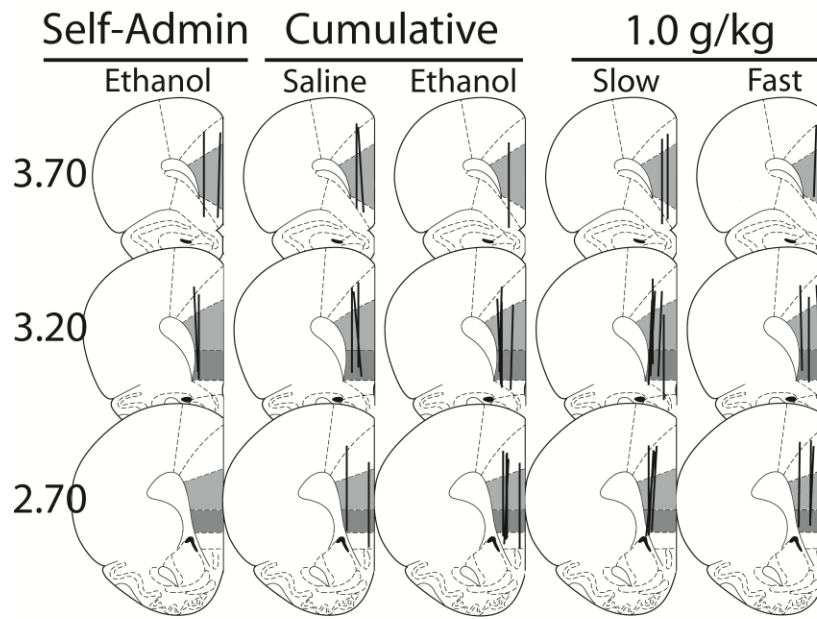 Self-Admin Cumulative 1.0 g/kg
Ethanol Saline Ethanol Slow Fast
3.70
3.20
2.70